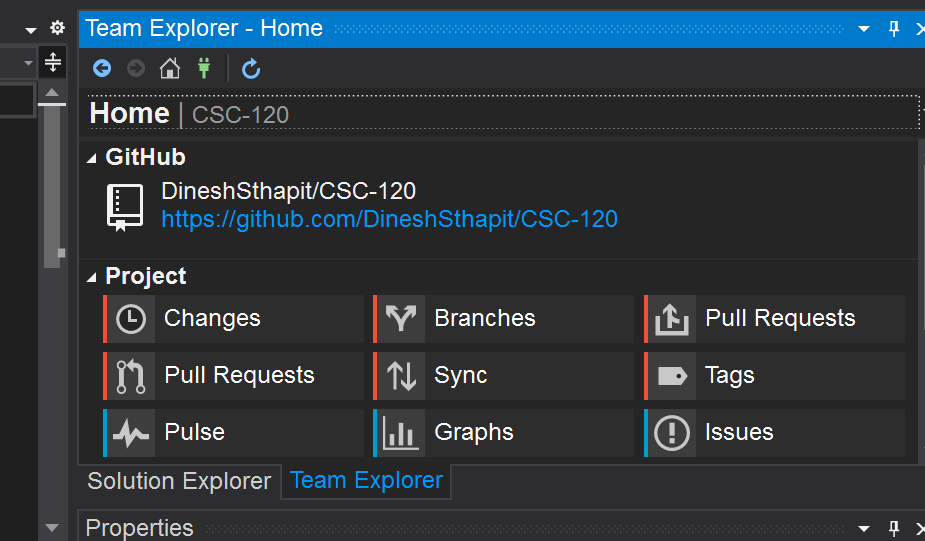 Team Explorer - Home
Home | CSC-120
GitHub
DineshSthapit/CSC-120
https://github.com/DineshSthapit/CSC-120
Project
Changes
Branches
Pull Requests
Pull Requests
Sync
Tags
Pulse
Graphs
Issues
Solution Explorer
Team Explorer
Properties